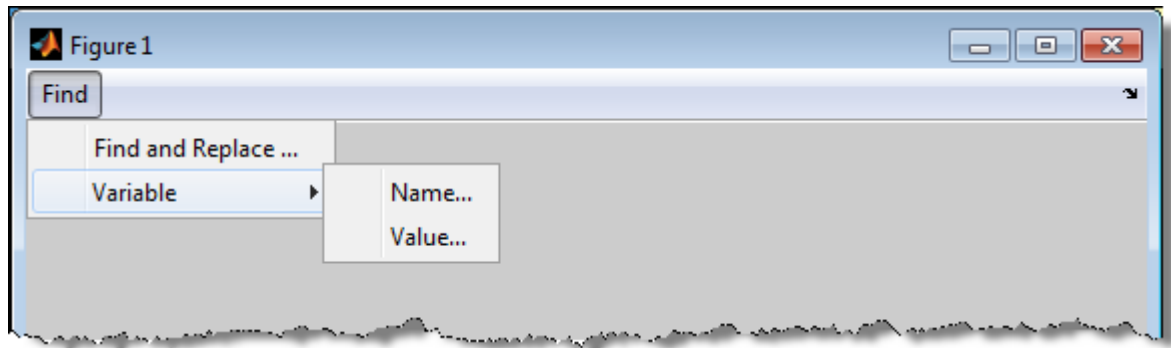 Figure 1
Find
Find and Replace ...
Variable
Name...
Value...